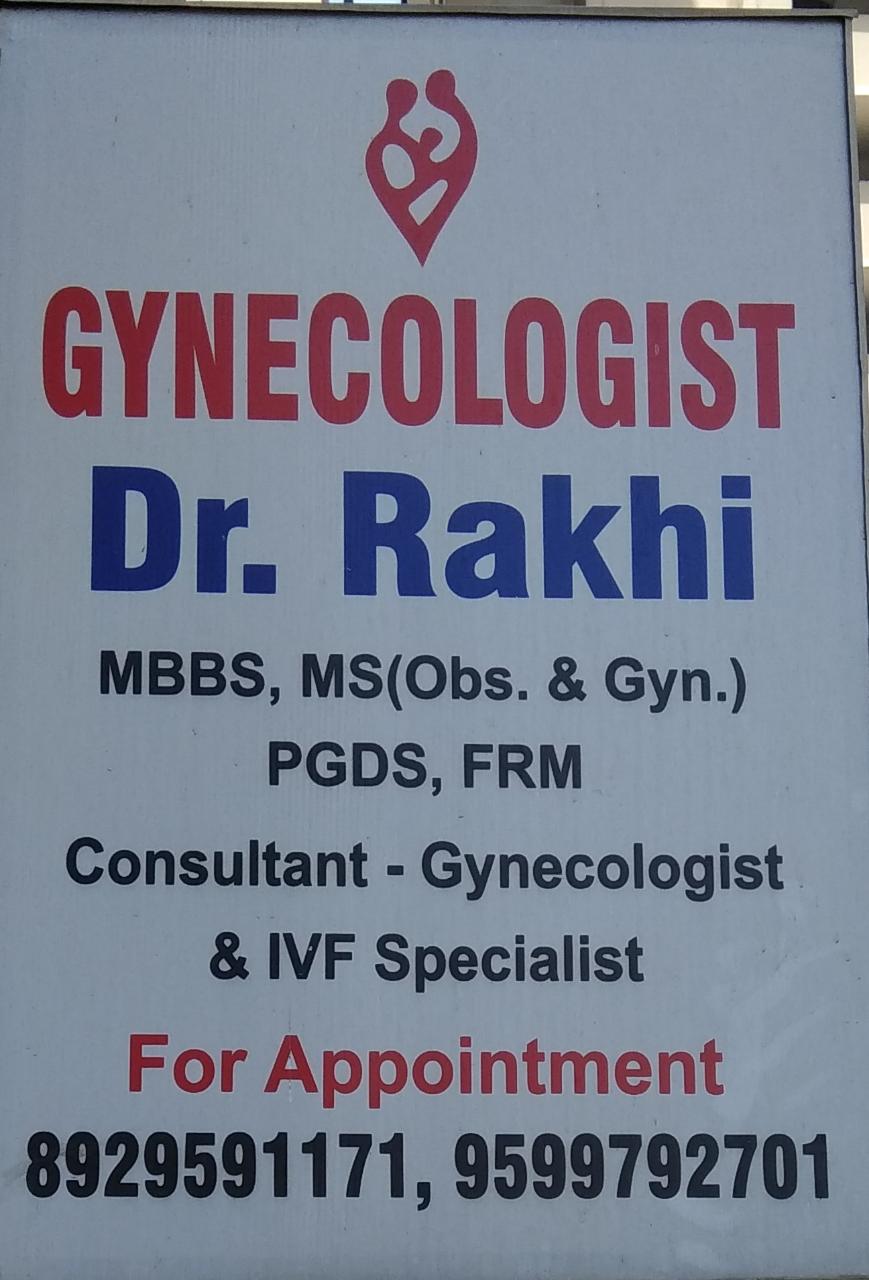 GYNECOLOGIST
Dr. Rakhi
MBBS, MS(Obs. & Gyn.)
PGDS, FRM
Consultant - Gynecologist
& IVF Specialist
For Appointment
8929591171, 9599792701